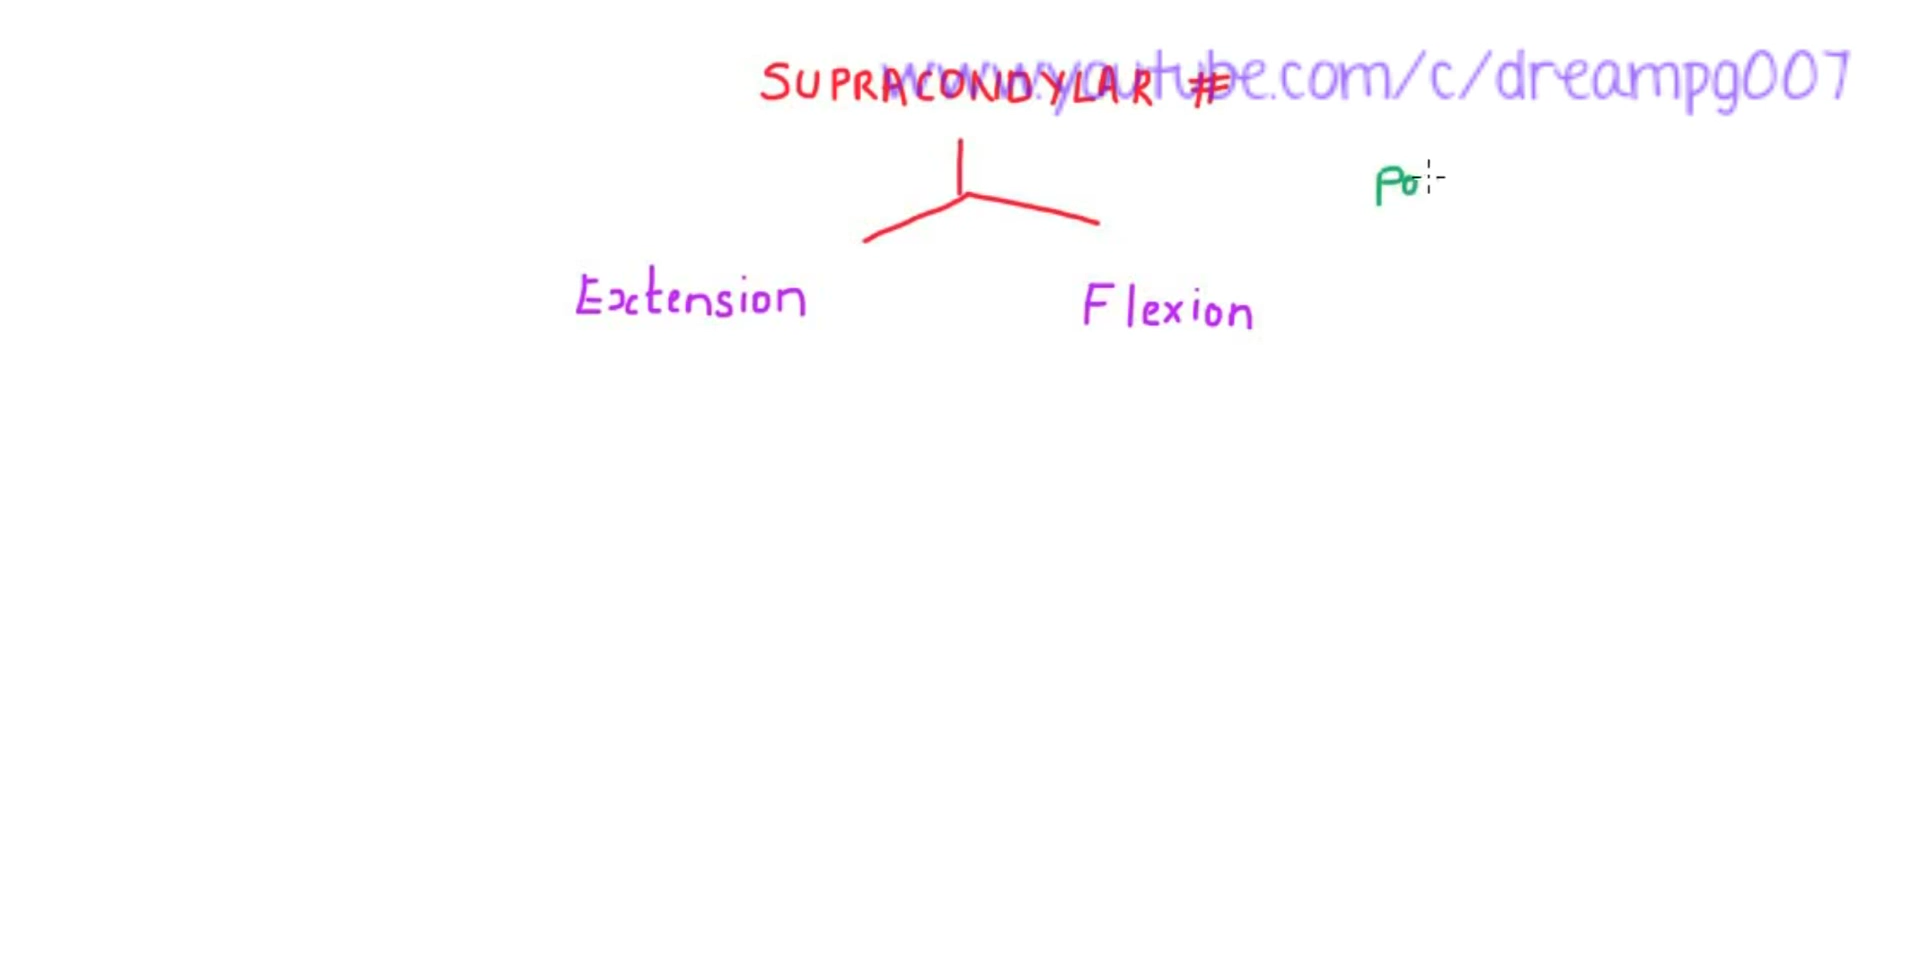 SUPRACONDYLAR #
www.youtube.com/c/dreampg007
Po
Extension
Flexion